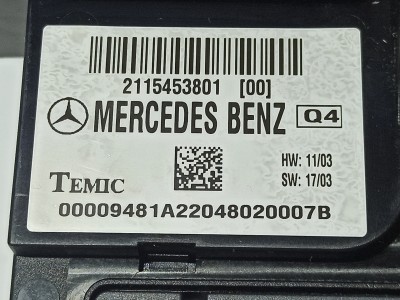 2115453801 [00]
MERCEDES BENZ Q4
HW: 11/03
SW: 17/03
TEMIC
00009481A22048020007B